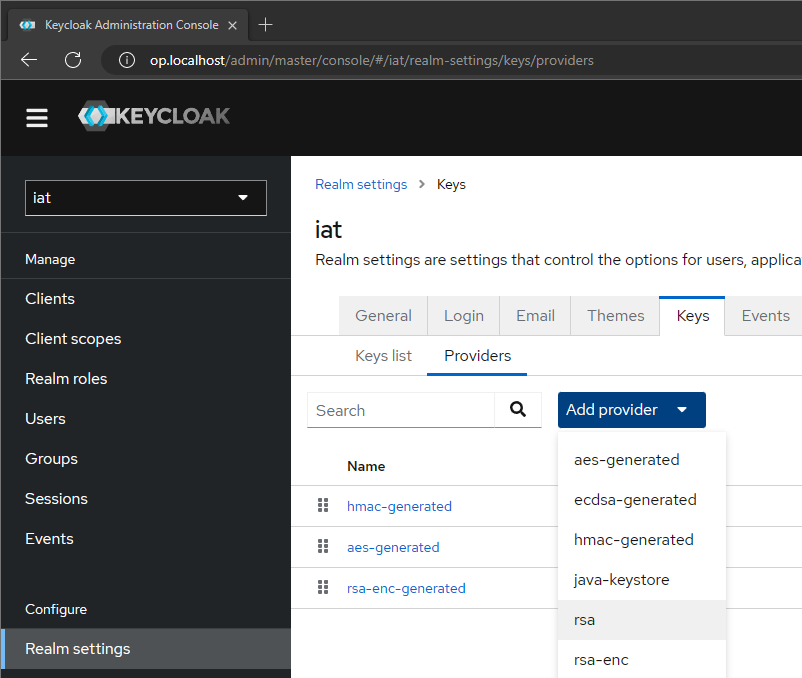 Keycloak Administration Console
op.localhost/admin/master/console/#/iat/realm-settings/keys/providers
KEYCLOAK
iat
Manage
Clients
Client scopes
Realm roles
Users
Groups
Sessions
Events
Configure
Realm settings
Realm settings > Keys
iat
Realm settings are settings that control the options for users, applica
General Login Email Themes Keys Events
Keys list Providers
Search Add provider
Name
hmac-generated
aes-generated
rsa-enc-generated
aes-generated
ecdsa-generated
hmac-generated
java-keystore
rsa
rsa-enc